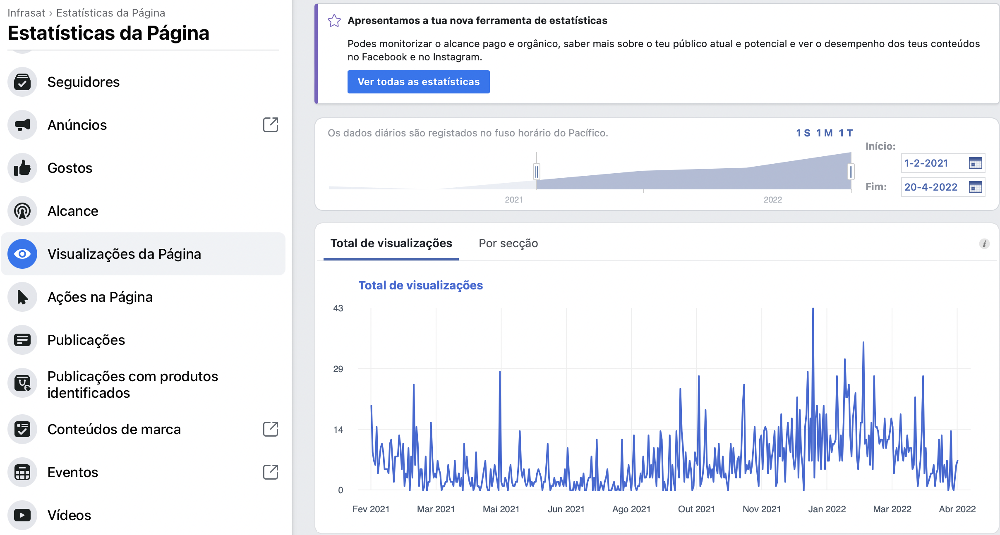 Infrasat › Estatísticas da Página
Estatísticas da Página
Seguidores
Anúncios
Gostos
Alcance
Visualizações da Página
Ações na Página
Publicações
Publicações com produtos
identificados
Conteúdos de marca
Eventos
Vídeos
Apresentamos a tua nova ferramenta de estatísticas
Podes monitorizar o alcance pago e orgânico, saber mais sobre o teu público atual e potencial e ver o desempenho dos teus conteúdos
no Facebook e no Instagram.
Ver todas as estatísticas
Os dados diários são registados no fuso horário do Pacífico.
1 S 1 M 1 T
Início:
1-2-2021
Fim:
20-4-2022
2021 2022
Total de visualizações Por secção
i
Total de visualizações
43
29
14
0
Fev 2021 Mar 2021 Mai 2021 Jun 2021 Ago 2021 Out 2021 Nov 2021 Jan 2022 Mar 2022 Abr 2022